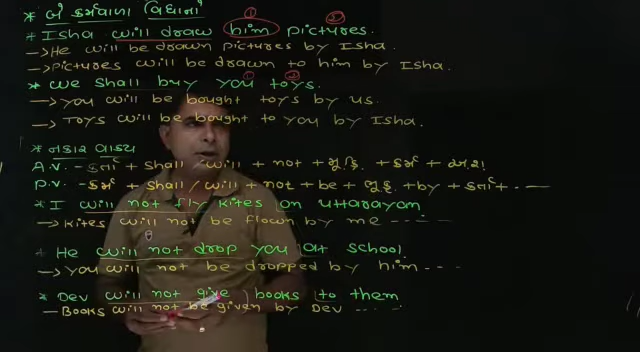 * બે કર્મવાળા વિધાનો
* Isha will draw him ① pictures ②.
→ He will be drawn pictures by Isha.
→ Pictures will be drawn to him by Isha.
* We shall buy you ① toys ②.
→ You will be bought toys by us.
→ Toys will be bought to you by Isha.
* નકાર વાક્ય
A.V. - કર્તા + shall/will + not + મૂ.ક્રિ + કર્મ + અ.શ.
P.V. - કર્મ + shall/will + not + be + ભૂ.કૃ + by + કર્તા + . —
* I will not fly kites on uttarayan
→ Kites will not be flown by me ----
* He will not drop you at school
→ You will not be dropped by him ---
* Dev will not give books to them
- Books will not be given by Dev ----